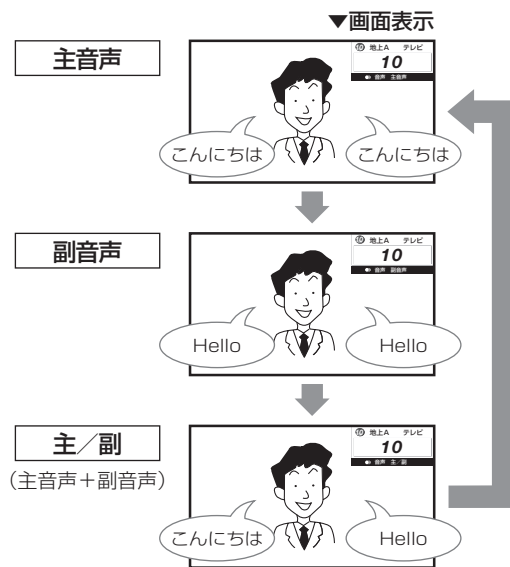 ▼画面表示
主音声
⑩ 地上A テレビ
10
音声 主音声
こんにちは
こんにちは
副音声
⑩ 地上A テレビ
10
音声 副音声
Hello
Hello
主／副
(主音声＋副音声)
⑩ 地上A テレビ
10
音声 主／副
こんにちは
Hello